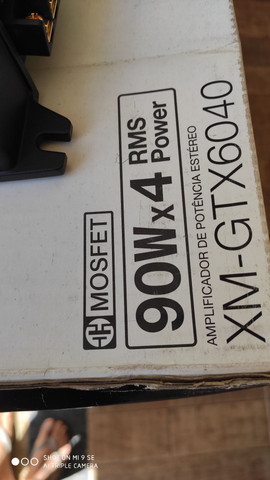 MOSFET
90W x 4 RMS
Power
AMPLIFICADOR DE POTÊNCIA ESTÉREO
XM-GTX6040
SHOT ON MI 9 SE
AI TRIPLE CAMERA